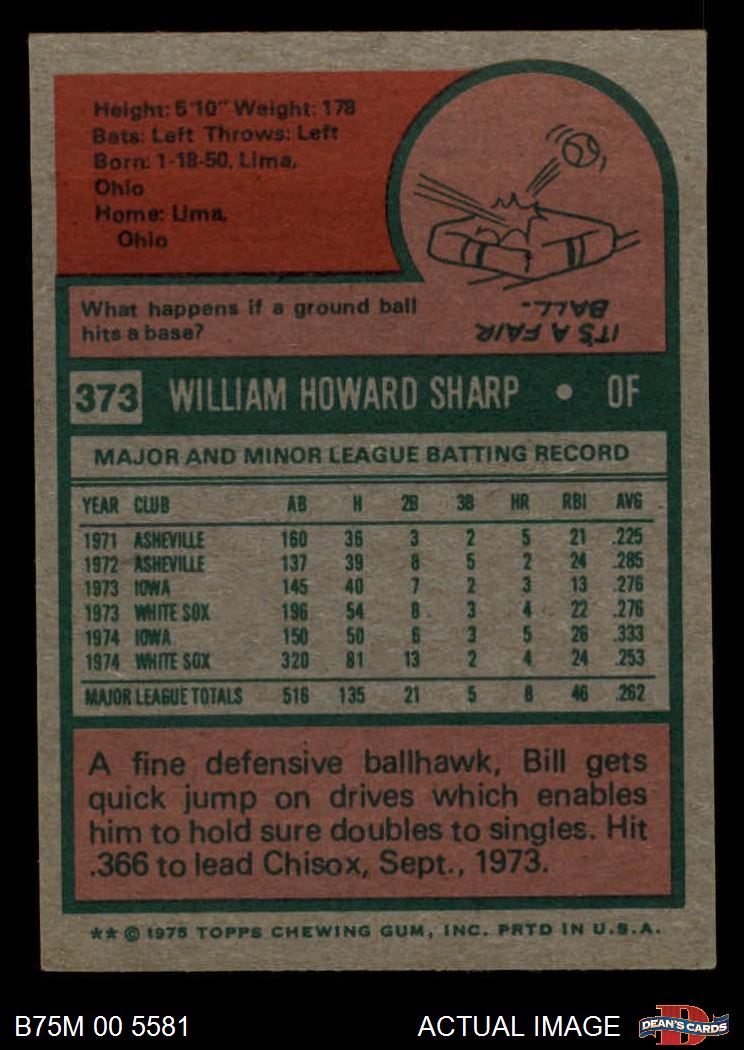 Height: 5'10" Weight: 178
Bats: Left Throws: Left
Born: 1-18-50, Lima,
Ohio
Home: Lima,
Ohio
What happens if a ground ball
hits a base?
IT'S A FAIR
BALL.
373 WILLIAM HOWARD SHARP • OF
MAJOR AND MINOR LEAGUE BATTING RECORD
YEAR CLUB AB H 2B 3B HR RBI AVG
1971 ASHEVILLE 160 36 3 2 5 21 .225
1972 ASHEVILLE 137 39 8 5 2 24 .285
1973 IOWA 145 40 7 2 3 13 .276
1973 WHITE SOX 196 54 8 3 4 22 .276
1974 IOWA 150 50 6 3 5 26 .333
1974 WHITE SOX 320 81 13 2 4 24 .253
MAJOR LEAGUE TOTALS 516 135 21 5 8 46 .262
A fine defensive ballhawk, Bill gets
quick jump on drives which enables
him to hold sure doubles to singles. Hit
.366 to lead Chisox, Sept., 1973.
** © 1975 TOPPS CHEWING GUM, INC. PRTD IN U.S.A.
B75M 00 5581 ACTUAL IMAGE DEAN'S CARDS